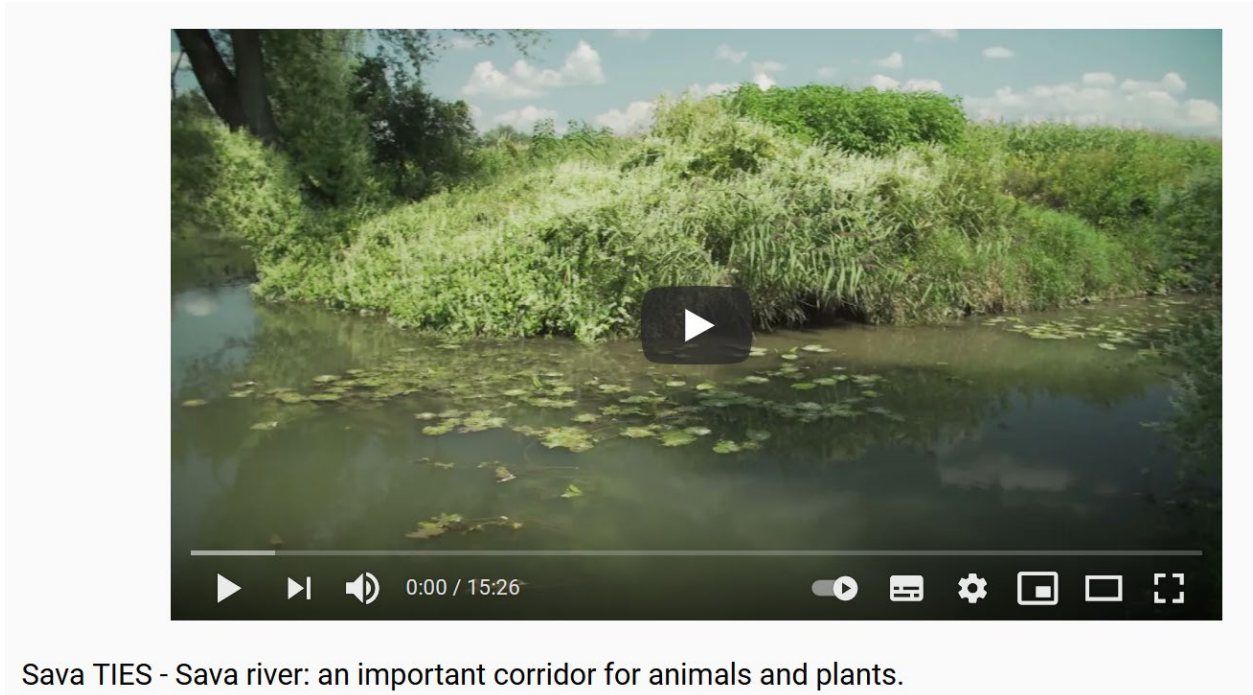 0:00 / 15:26
Sava TIES - Sava river: an important corridor for animals and plants.